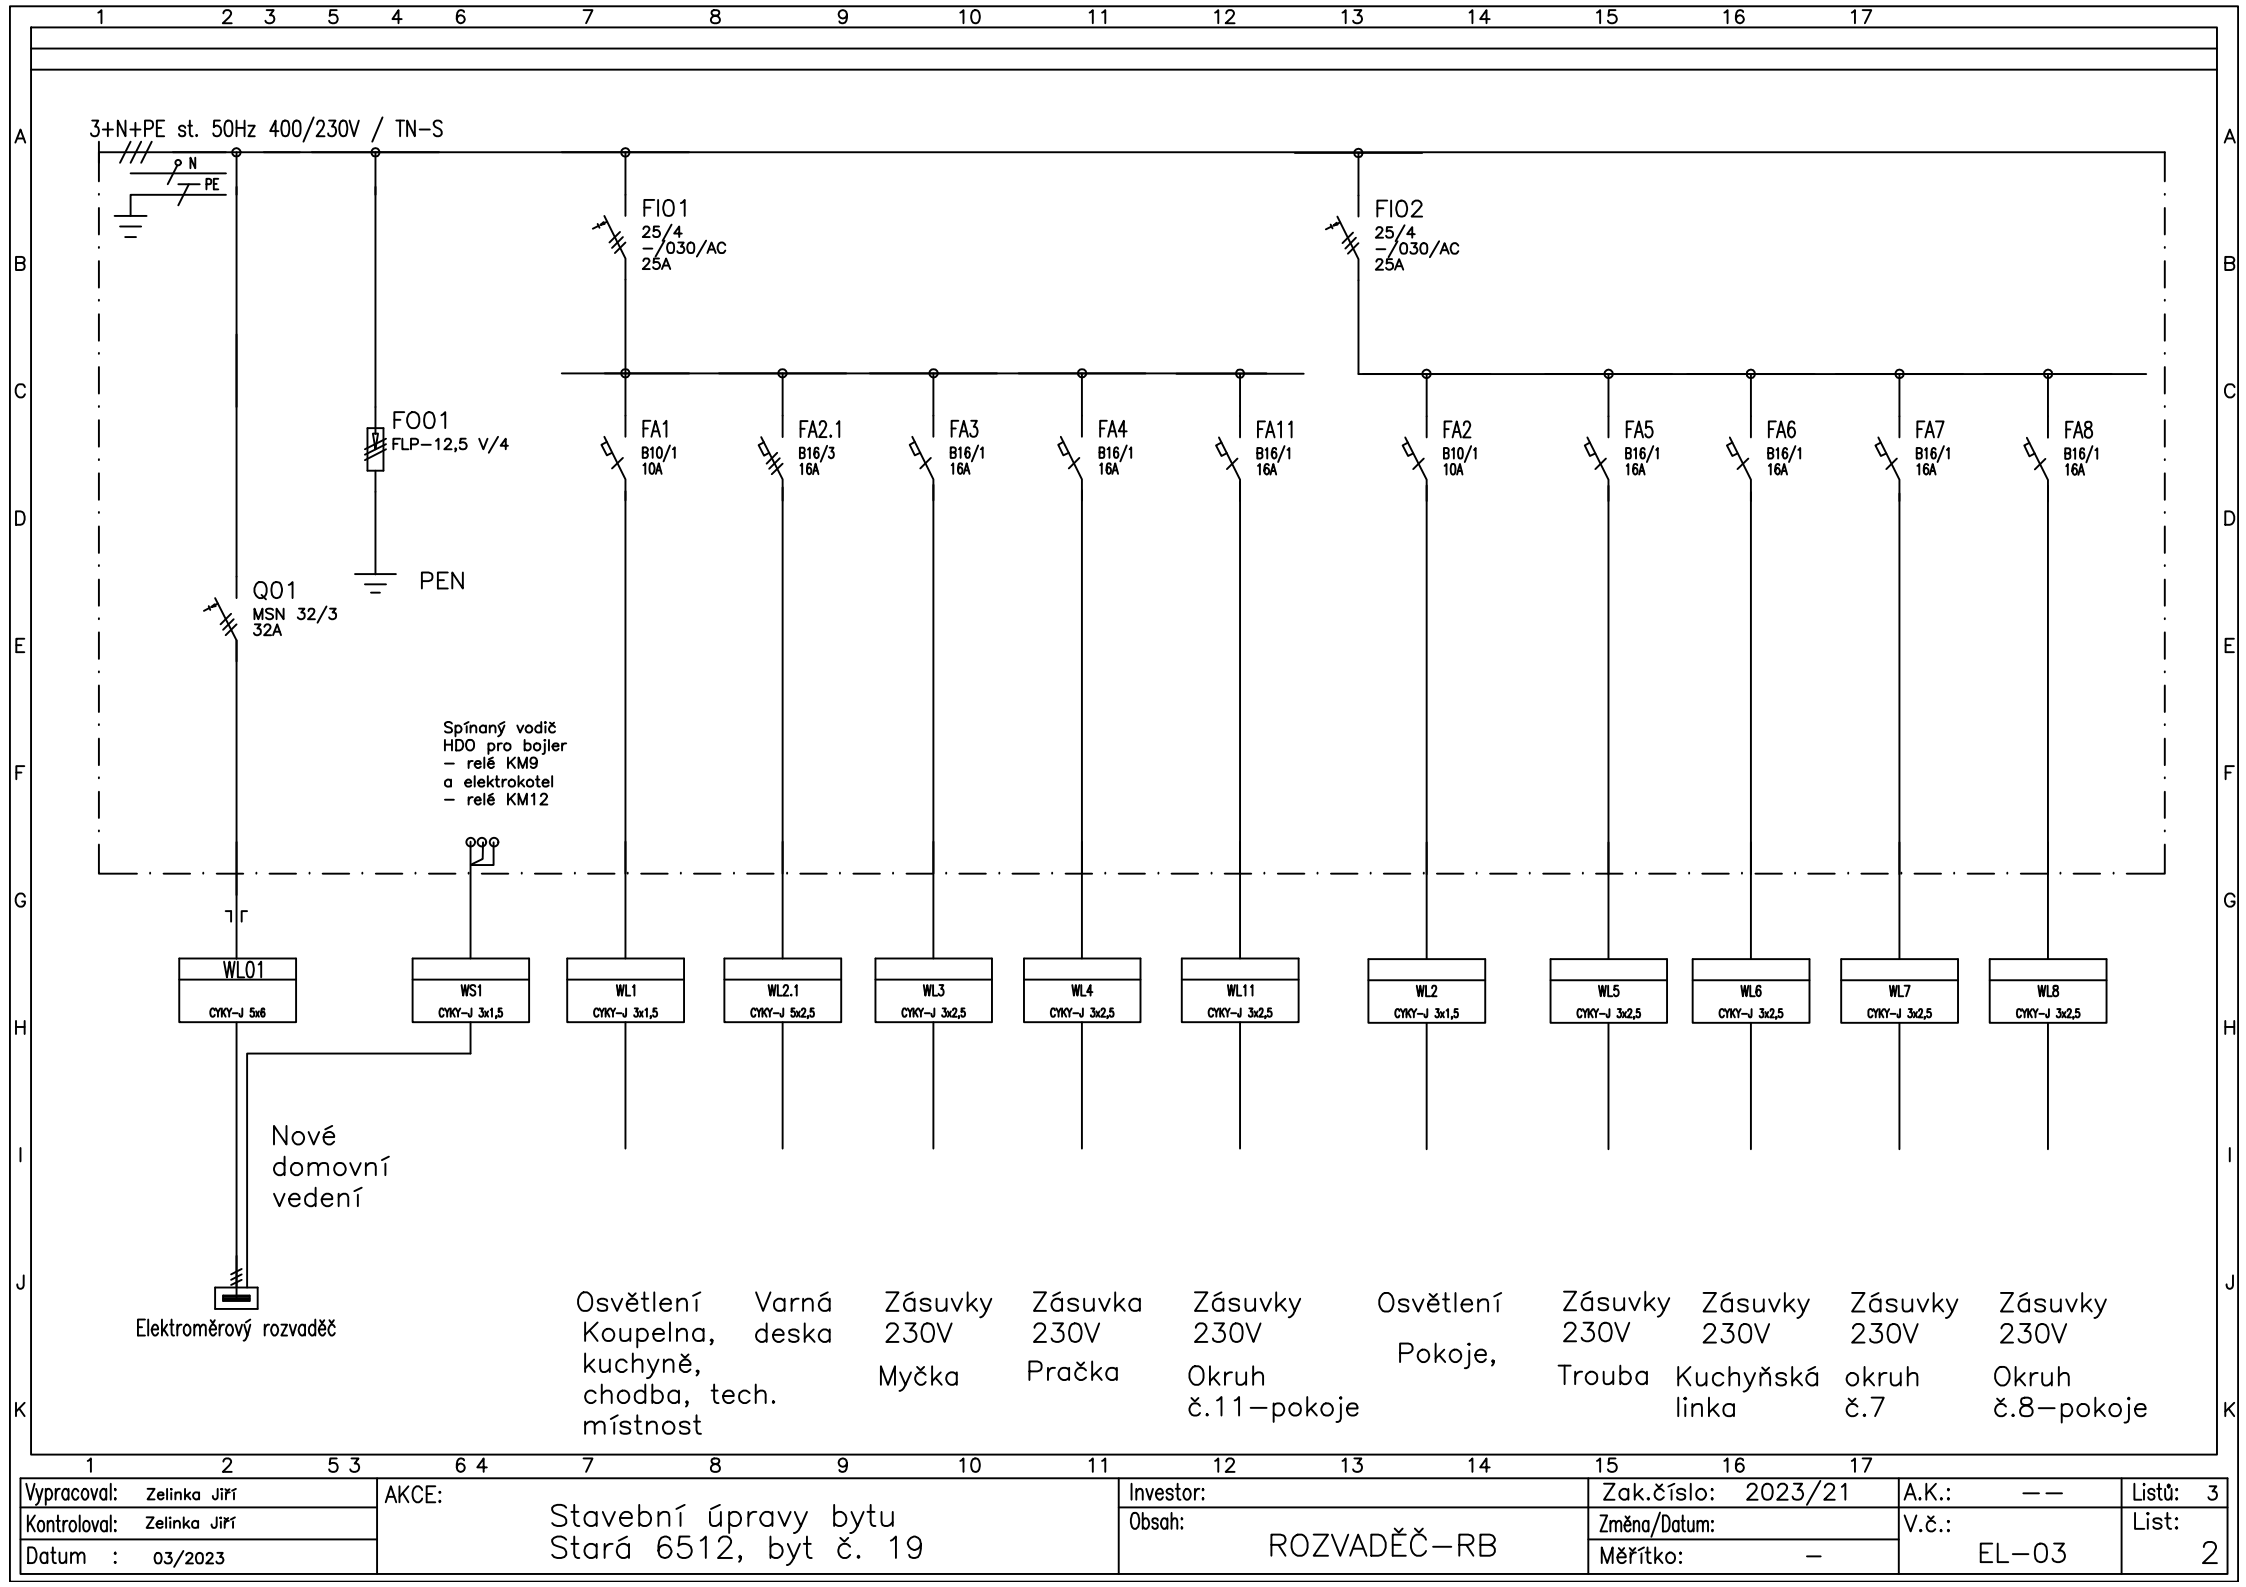 1 2 3 5 4 6 7 8 9 10 11 12 13 14 15 16 17
A A
B B
C C
D D
E E
F F
G G
H H
I I
J J
K K
3+N+PE st. 50Hz 400/230V / TN-S
N
PE
FI01
25/4
-/030/AC
25A
FI02
25/4
-/030/AC
25A
FO01
FLP-12,5 V/4
PEN
Q01
MSN 32/3
32A
FA1
B10/1
10A
FA2.1
B16/3
16A
FA3
B16/1
16A
FA4
B16/1
16A
FA11
B16/1
16A
FA2
B10/1
10A
FA5
B16/1
16A
FA6
B16/1
16A
FA7
B16/1
16A
FA8
B16/1
16A
Spínaný vodič
HDO pro bojler
- relé KM9
a elektrokotel
- relé KM12
WL01
CYKY-J 5x6
WS1
CYKY-J 3x1,5
WL1
CYKY-J 3x1,5
WL2.1
CYKY-J 5x2,5
WL3
CYKY-J 3x2,5
WL4
CYKY-J 3x2,5
WL11
CYKY-J 3x2,5
WL2
CYKY-J 3x1,5
WL5
CYKY-J 3x2,5
WL6
CYKY-J 3x2,5
WL7
CYKY-J 3x2,5
WL8
CYKY-J 3x2,5
Nové
domovní
vedení
Elektroměrový rozvaděč
Osvětlení
Koupelna,
kuchyně,
chodba, tech.
místnost
Varná
deska
Zásuvky
230V
Myčka
Zásuvka
230V
Pračka
Zásuvky
230V
Okruh
č.11-pokoje
Osvětlení
Pokoje,
Zásuvky
230V
Trouba
Zásuvky
230V
Kuchyňská
linka
Zásuvky
230V
okruh
č.7
Zásuvky
230V
Okruh
č.8-pokoje
1 2 5 3 6 4 7 8 9 10 11 12 13 14 15 16 17
Vypracoval: Zelinka Jiří
Kontroloval: Zelinka Jiří
Datum : 03/2023
AKCE:
Stavební úpravy bytu
Stará 6512, byt č. 19
Investor:
Obsah:
ROZVADĚČ-RB
Zak.číslo: 2023/21
Změna/Datum:
Měřítko: -
A.K.: --
V.č.:
EL-03
Listů: 3
List:
2